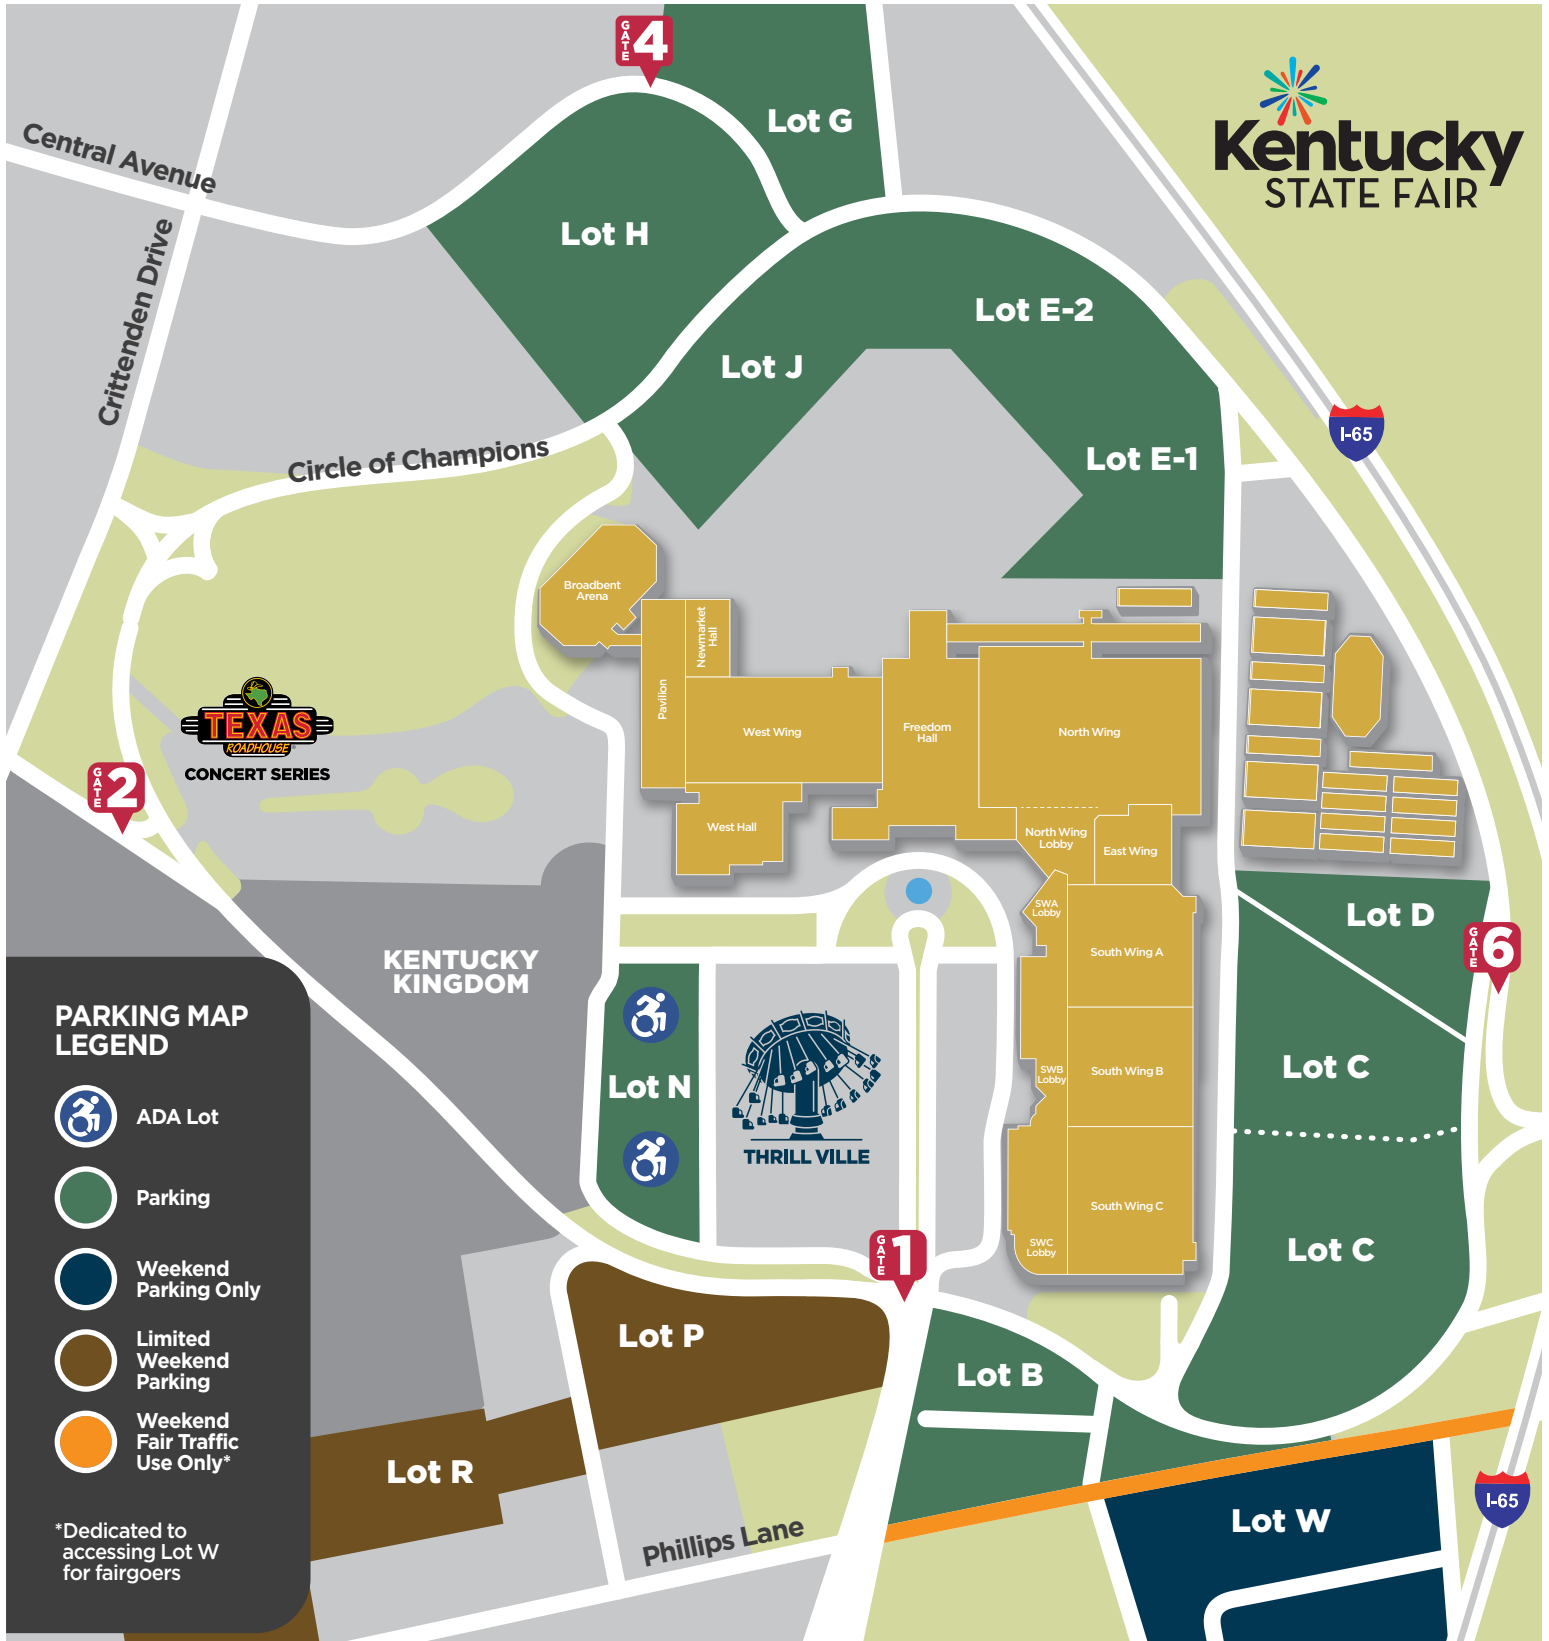 GATE 4
Lot G
Kentucky
STATE FAIR
Central Avenue
Crittenden Drive
Lot H
Lot E-2
Lot J
I-65
Lot E-1
Circle of Champions
Broadbent
Arena
Newmarket
Hall
Pavilion
West Wing
Freedom
Hall
North Wing
TEXAS
ROADHOUSE
CONCERT SERIES
GATE 2
West Hall
North Wing
Lobby
East Wing
SWA
Lobby
Lot D
GATE 6
South Wing A
KENTUCKY
KINGDOM
PARKING MAP
LEGEND
ADA Lot
Parking
Weekend
Parking Only
Limited
Weekend
Parking
Weekend
Fair Traffic
Use Only*
*Dedicated to
accessing Lot W
for fairgoers
Lot N
THRILL VILLE
SWB
Lobby
South Wing B
Lot C
South Wing C
SWC
Lobby
Lot C
GATE 1
Lot P
Lot B
Lot R
Phillips Lane
Lot W
I-65